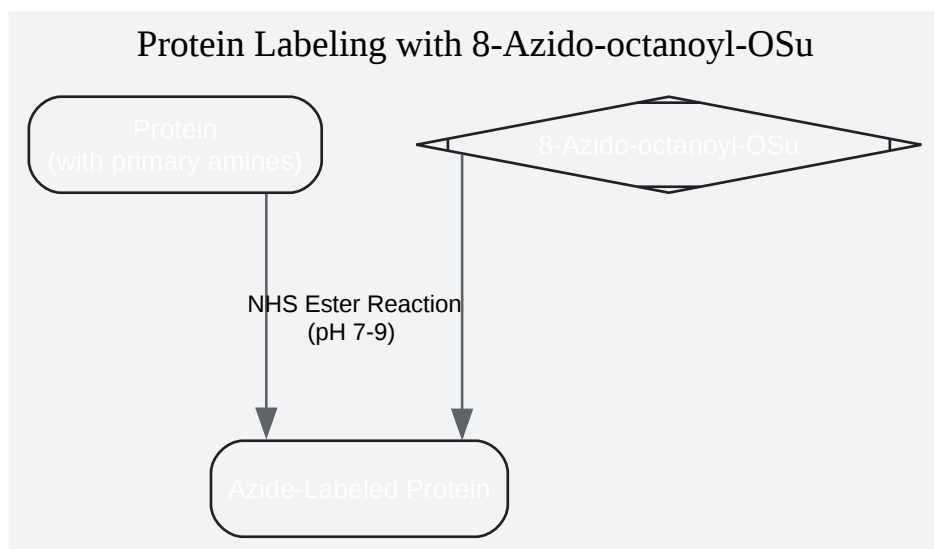 Protein Labeling with 8-Azido-octanoyl-OSu
Protein
(with primary amines)
8-Azido-octanoyl-OSu
NHS Ester Reaction
(pH 7-9)
Azide-Labeled Protein